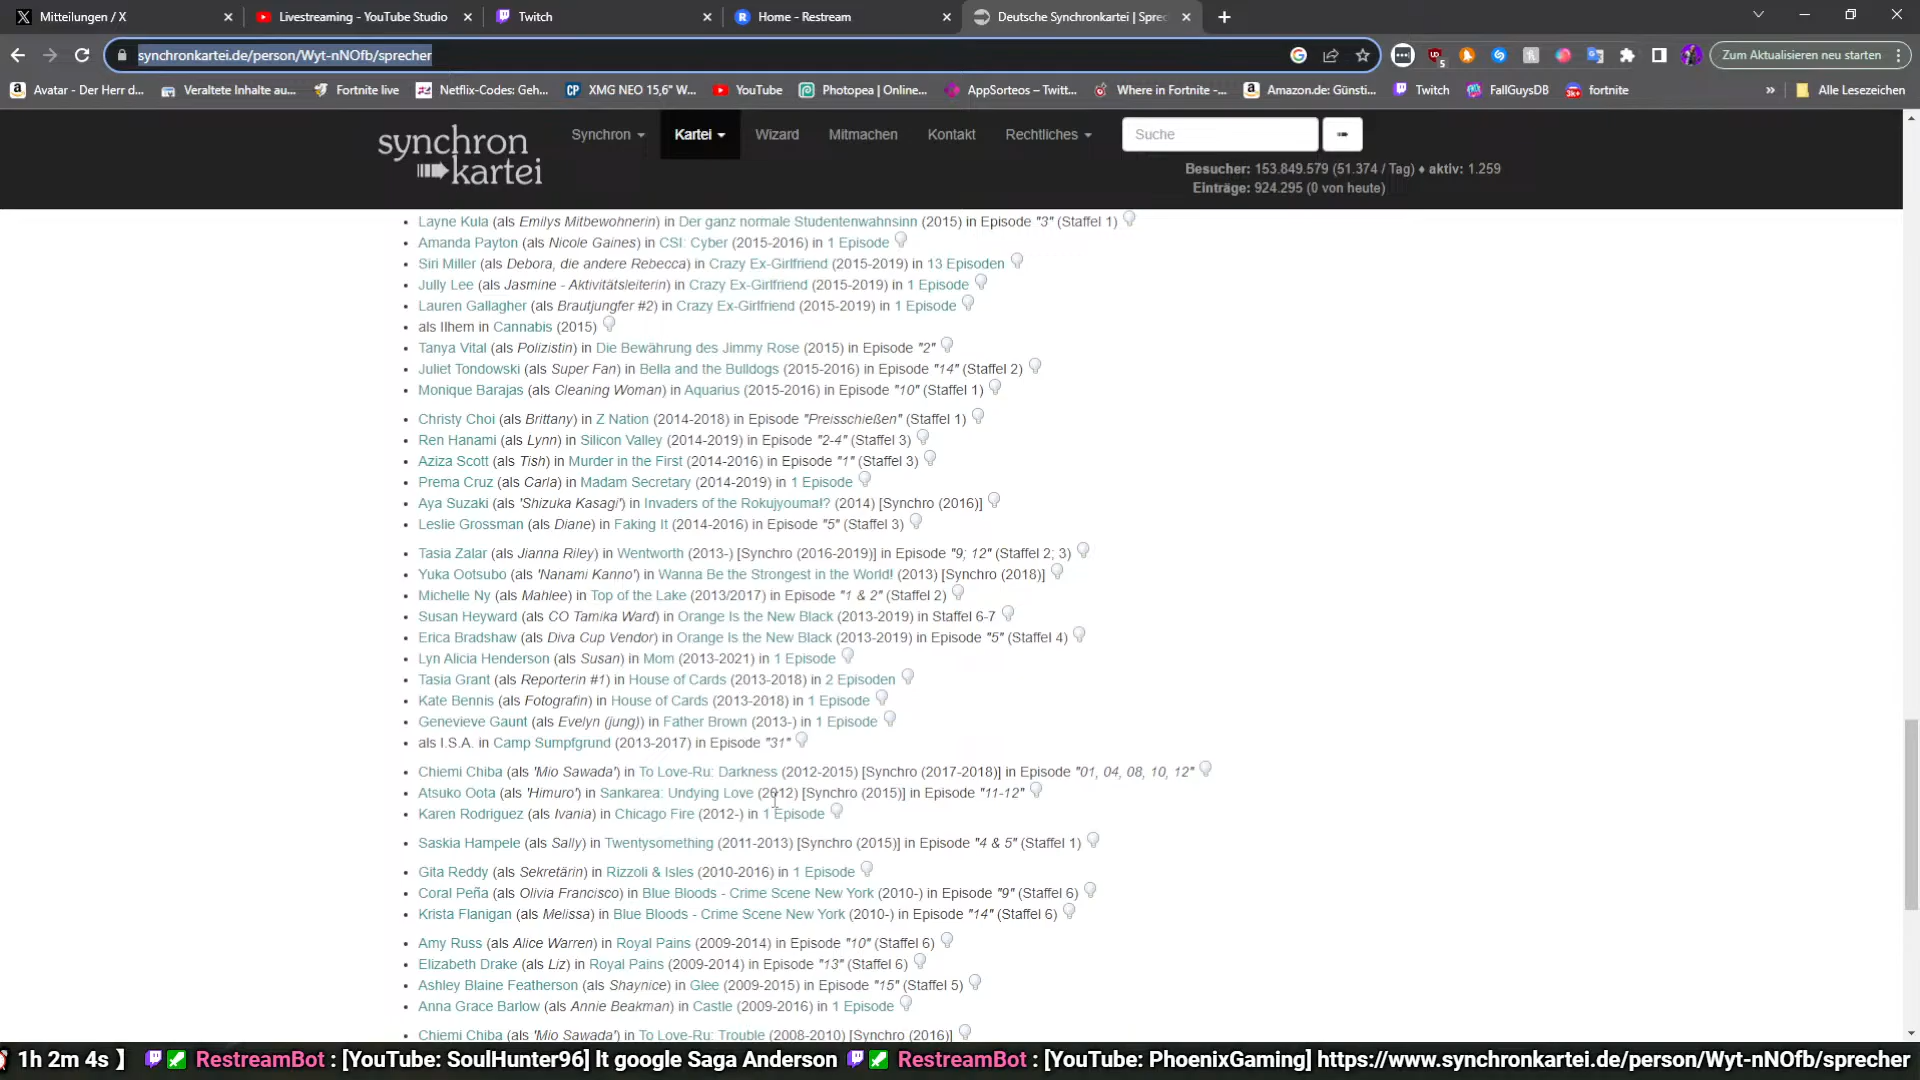 Mitteilungen / X
Livestreaming - YouTube Studio
Twitch
Home - Restream
Deutsche Synchronkartei | Sprec
synchronkartei.de/person/Wyt-nNOfb/sprecher
5
Zum Aktualisieren neu starten
Avatar - Der Herr d...
Veraltete Inhalte au...
Fortnite live
Netflix-Codes: Geh...
XMG NEO 15,6" W...
YouTube
Photopea | Online...
AppSorteos – Twitt...
Where in Fortnite -...
Amazon.de: Günsti...
Twitch
FallGuysDB
fortnite
»
Alle Lesezeichen
synchron
kartei
Synchron
Kartei
Wizard
Mitmachen
Kontakt
Rechtliches
Suche
Besucher: 153.849.579 (51.374 / Tag) ♦ aktiv: 1.259
Einträge: 924.295 (0 von heute)
Layne Kula (als Emilys Mitbewohnerin) in Der ganz normale Studentenwahnsinn (2015) in Episode "3" (Staffel 1)
Amanda Payton (als Nicole Gaines) in CSI: Cyber (2015-2016) in 1 Episode
Siri Miller (als Debora, die andere Rebecca) in Crazy Ex-Girlfriend (2015-2019) in 13 Episoden
Jully Lee (als Jasmine - Aktivitätsleiterin) in Crazy Ex-Girlfriend (2015-2019) in 1 Episode
Lauren Gallagher (als Brautjungfer #2) in Crazy Ex-Girlfriend (2015-2019) in 1 Episode
als Ilhem in Cannabis (2015)
Tanya Vital (als Polizistin) in Die Bewährung des Jimmy Rose (2015) in Episode "2"
Juliet Tondowski (als Super Fan) in Bella and the Bulldogs (2015-2016) in Episode "14" (Staffel 2)
Monique Barajas (als Cleaning Woman) in Aquarius (2015-2016) in Episode "10" (Staffel 1)
Christy Choi (als Brittany) in Z Nation (2014-2018) in Episode "Preisschießen" (Staffel 1)
Ren Hanami (als Lynn) in Silicon Valley (2014-2019) in Episode "2-4" (Staffel 3)
Aziza Scott (als Tish) in Murder in the First (2014-2016) in Episode "1" (Staffel 3)
Prema Cruz (als Carla) in Madam Secretary (2014-2019) in 1 Episode
Aya Suzaki (als 'Shizuka Kasagi') in Invaders of the Rokujyouma!? (2014) [Synchro (2016)]
Leslie Grossman (als Diane) in Faking It (2014-2016) in Episode "5" (Staffel 3)
Tasia Zalar (als Jianna Riley) in Wentworth (2013-) [Synchro (2016-2019)] in Episode "9; 12" (Staffel 2; 3)
Yuka Ootsubo (als 'Nanami Kanno') in Wanna Be the Strongest in the World! (2013) [Synchro (2018)]
Michelle Ny (als Mahlee) in Top of the Lake (2013/2017) in Episode "1 & 2" (Staffel 2)
Susan Heyward (als CO Tamika Ward) in Orange Is the New Black (2013-2019) in Staffel 6-7
Erica Bradshaw (als Diva Cup Vendor) in Orange Is the New Black (2013-2019) in Episode "5" (Staffel 4)
Lyn Alicia Henderson (als Susan) in Mom (2013-2021) in 1 Episode
Tasia Grant (als Reporterin #1) in House of Cards (2013-2018) in 2 Episoden
Kate Bennis (als Fotografin) in House of Cards (2013-2018) in 1 Episode
Genevieve Gaunt (als Evelyn (jung)) in Father Brown (2013-) in 1 Episode
als I.S.A. in Camp Sumpfgrund (2013-2017) in Episode "31"
Chiemi Chiba (als 'Mio Sawada') in To Love-Ru: Darkness (2012-2015) [Synchro (2017-2018)] in Episode "01, 04, 08, 10, 12"
Atsuko Oota (als 'Himuro') in Sankarea: Undying Love (2012) [Synchro (2015)] in Episode "11-12"
Karen Rodriguez (als Ivania) in Chicago Fire (2012-) in 1 Episode
Saskia Hampele (als Sally) in Twentysomething (2011-2013) [Synchro (2015)] in Episode "4 & 5" (Staffel 1)
Gita Reddy (als Sekretärin) in Rizzoli & Isles (2010-2016) in 1 Episode
Coral Peña (als Olivia Francisco) in Blue Bloods - Crime Scene New York (2010-) in Episode "9" (Staffel 6)
Krista Flanigan (als Melissa) in Blue Bloods - Crime Scene New York (2010-) in Episode "14" (Staffel 6)
Amy Russ (als Alice Warren) in Royal Pains (2009-2014) in Episode "10" (Staffel 6)
Elizabeth Drake (als Liz) in Royal Pains (2009-2014) in Episode "13" (Staffel 6)
Ashley Blaine Featherson (als Shaynice) in Glee (2009-2015) in Episode "15" (Staffel 5)
Anna Grace Barlow (als Annie Beakman) in Castle (2009-2016) in 1 Episode
Chiemi Chiba (als 'Mio Sawada') in To Love-Ru: Trouble (2008-2010) [Synchro (2016)]
1h 2m 4s 】 RestreamBot : [YouTube: SoulHunter96] lt google Saga Anderson RestreamBot : [YouTube: PhoenixGaming] https://www.synchronkartei.de/person/Wyt-nNOfb/sprecher